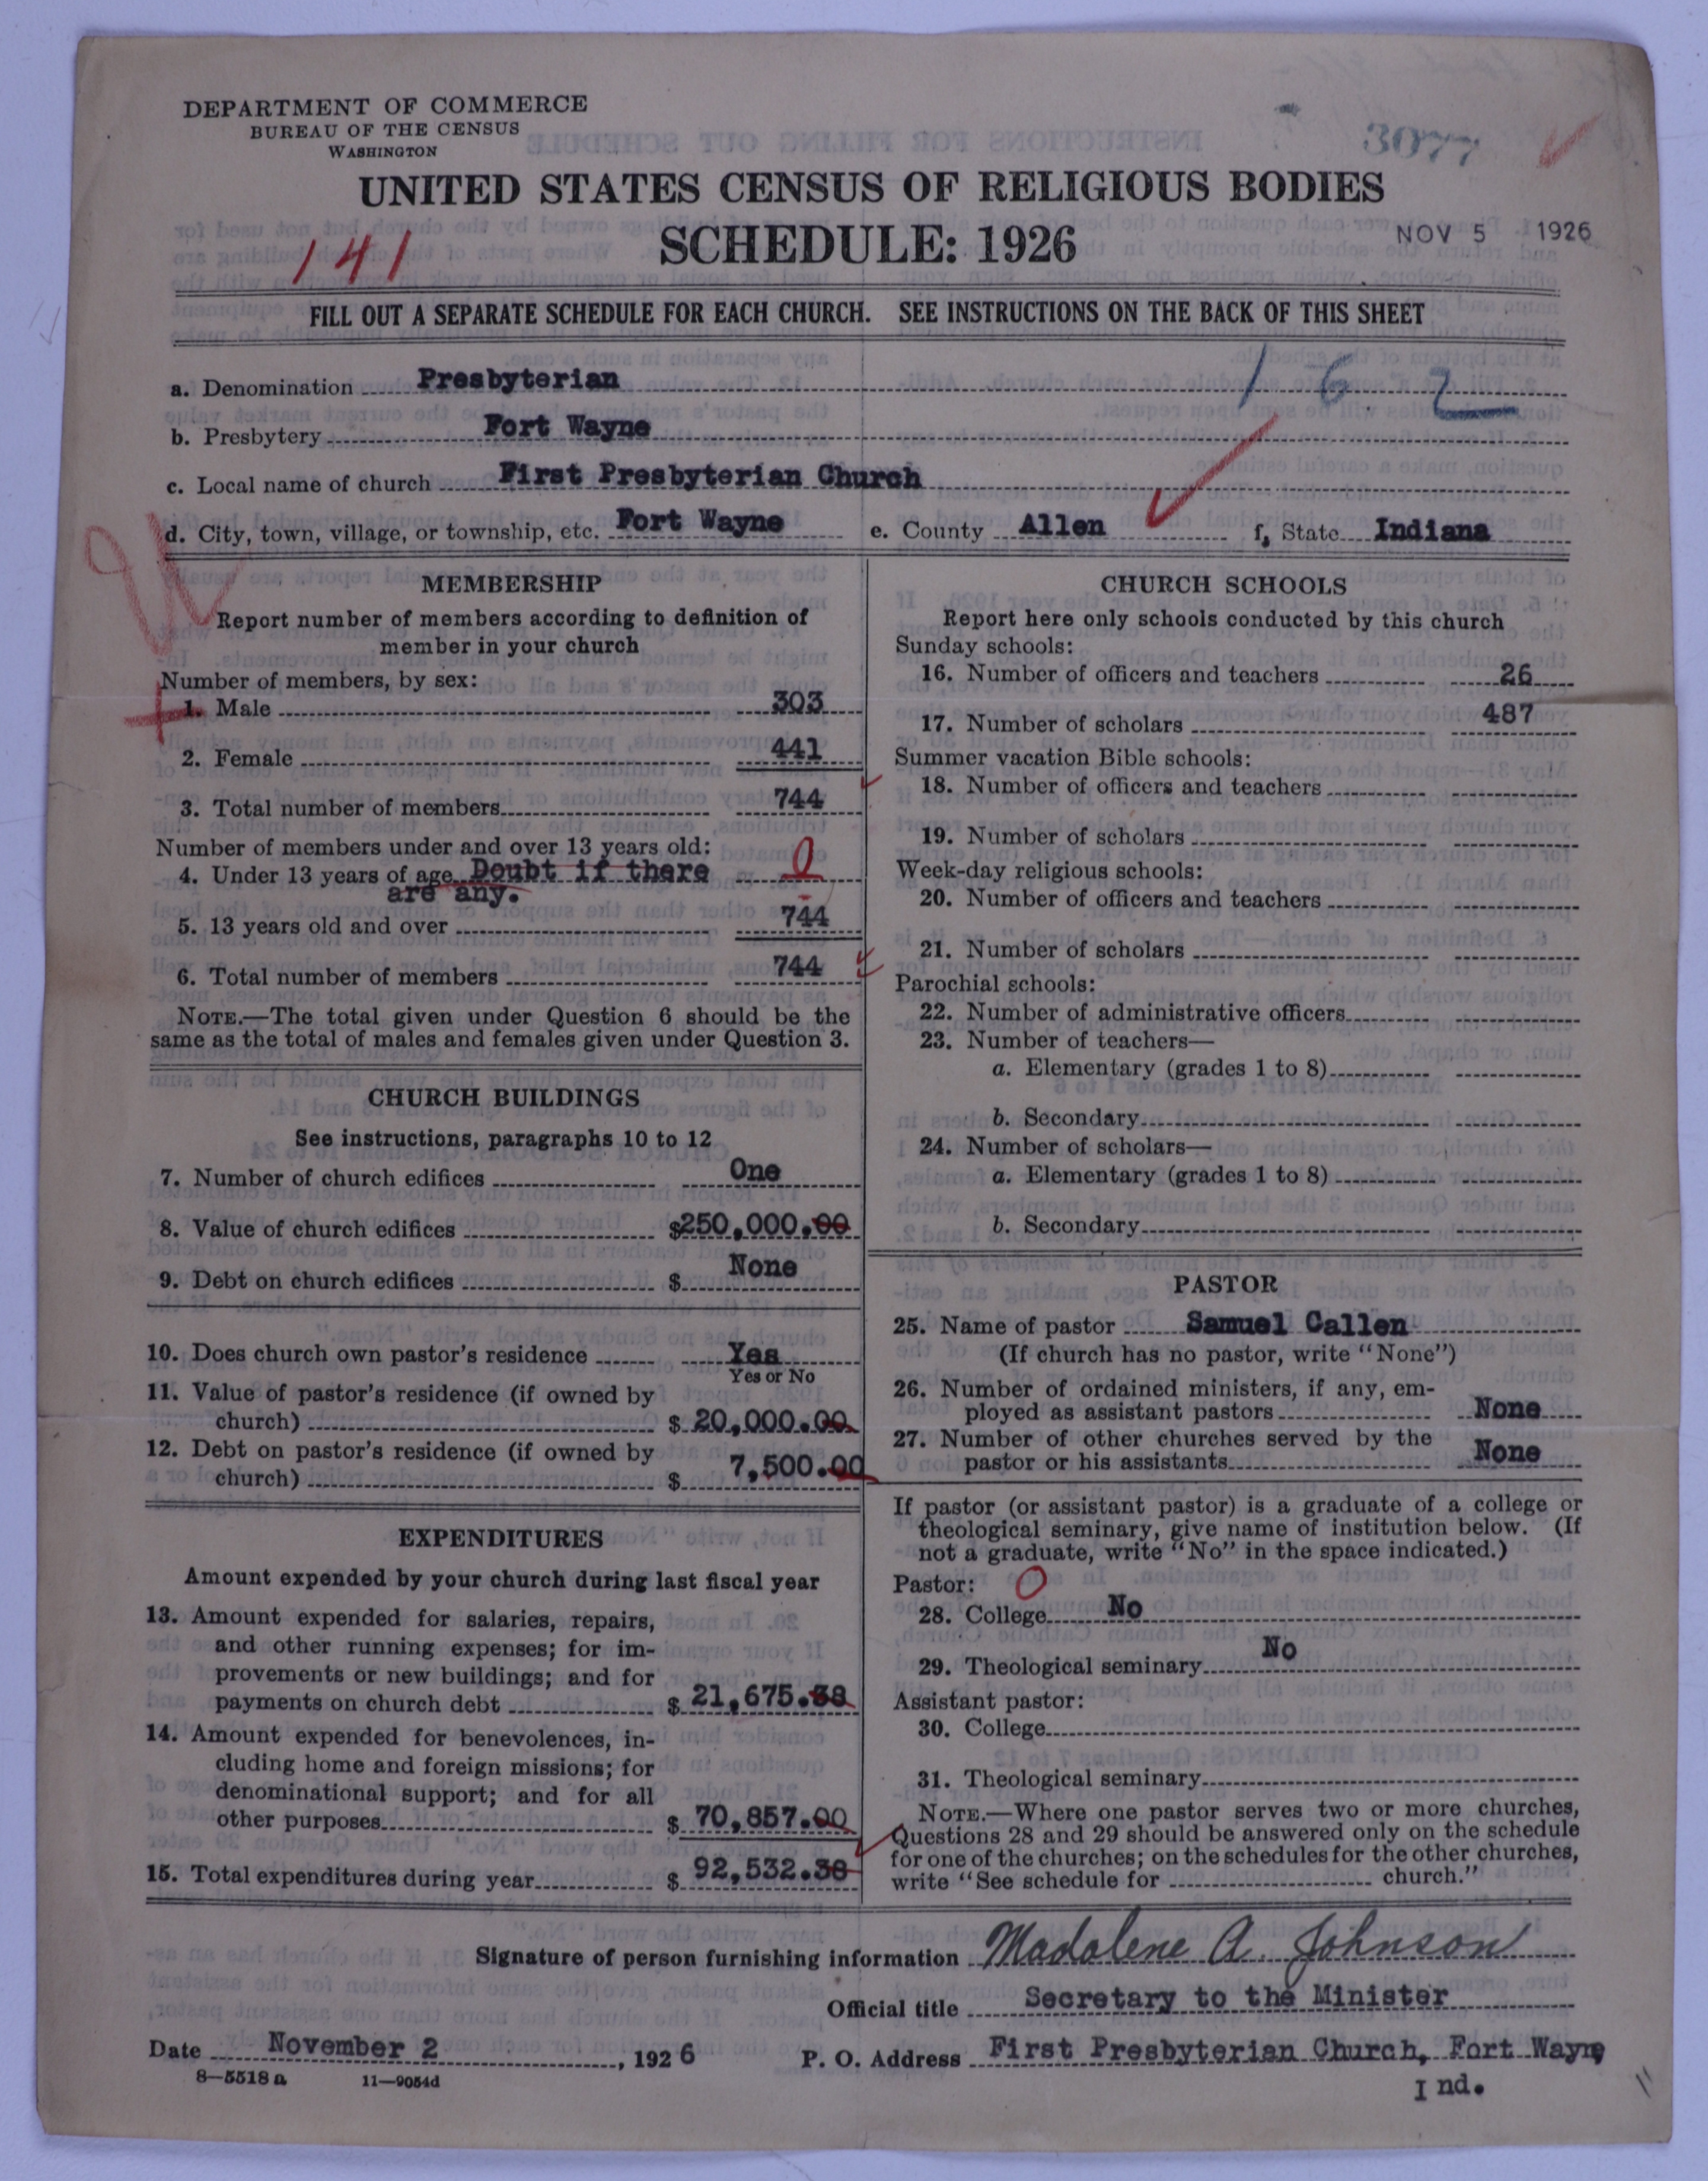 DEPARTMENT OF COMMERCE
BUREAU OF THE CENSUS
WASHINGTON
3077
UNITED STATES CENSUS OF RELIGIOUS BODIES
SCHEDULE: 1926
NOV 5 1926
141
FILL OUT A SEPARATE SCHEDULE FOR EACH CHURCH. SEE INSTRUCTIONS ON THE BACK OF THIS SHEET
a. Denomination Presbyterian 1 6 2
b. Presbytery Fort Wayne
c. Local name of church First Presbyterian Church
d. City, town, village, or township, etc. Fort Wayne e. County Allen f. State Indiana
MEMBERSHIP
Report number of members according to definition of
member in your church
Number of members, by sex:
1. Male 303
2. Female 441
3. Total number of members 744
Number of members under and over 13 years old:
4. Under 13 years of age Doubt if there 0
are any.
5. 13 years old and over 744
6. Total number of members 744
NOTE.—The total given under Question 6 should be the
same as the total of males and females given under Question 3.
CHURCH BUILDINGS
See instructions, paragraphs 10 to 12
7. Number of church edifices One
8. Value of church edifices $250,000.00
9. Debt on church edifices $ None
10. Does church own pastor's residence Yes
Yes or No
11. Value of pastor's residence (if owned by
church) $ 20,000.00
12. Debt on pastor's residence (if owned by
church) $ 7,500.00
EXPENDITURES
Amount expended by your church during last fiscal year
13. Amount expended for salaries, repairs,
and other running expenses; for im-
provements or new buildings; and for
payments on church debt $ 21,675.38
14. Amount expended for benevolences, in-
cluding home and foreign missions; for
denominational support; and for all
other purposes $ 70,857.00
15. Total expenditures during year $ 92,532.38
CHURCH SCHOOLS
Report here only schools conducted by this church
Sunday schools:
16. Number of officers and teachers 26
17. Number of scholars 487
Summer vacation Bible schools:
18. Number of officers and teachers
19. Number of scholars
Week-day religious schools:
20. Number of officers and teachers
21. Number of scholars
Parochial schools:
22. Number of administrative officers
23. Number of teachers—
a. Elementary (grades 1 to 8)
b. Secondary
24. Number of scholars—
a. Elementary (grades 1 to 8)
b. Secondary
PASTOR
25. Name of pastor Samuel Callen
(If church has no pastor, write "None")
26. Number of ordained ministers, if any, em-
ployed as assistant pastors None
27. Number of other churches served by the
pastor or his assistants None
If pastor (or assistant pastor) is a graduate of a college or
theological seminary, give name of institution below. (If
not a graduate, write "No" in the space indicated.)
Pastor: O
28. College No
29. Theological seminary No
Assistant pastor:
30. College
31. Theological seminary
NOTE.—Where one pastor serves two or more churches,
Questions 28 and 29 should be answered only on the schedule
for one of the churches; on the schedules for the other churches,
write "See schedule for church."
Signature of person furnishing information Madalene A. Johnson
Official title Secretary to the Minister
Date November 2, 1926 P. O. Address First Presbyterian Church, Fort Wayne
Ind.
8—5518a 11—9054d